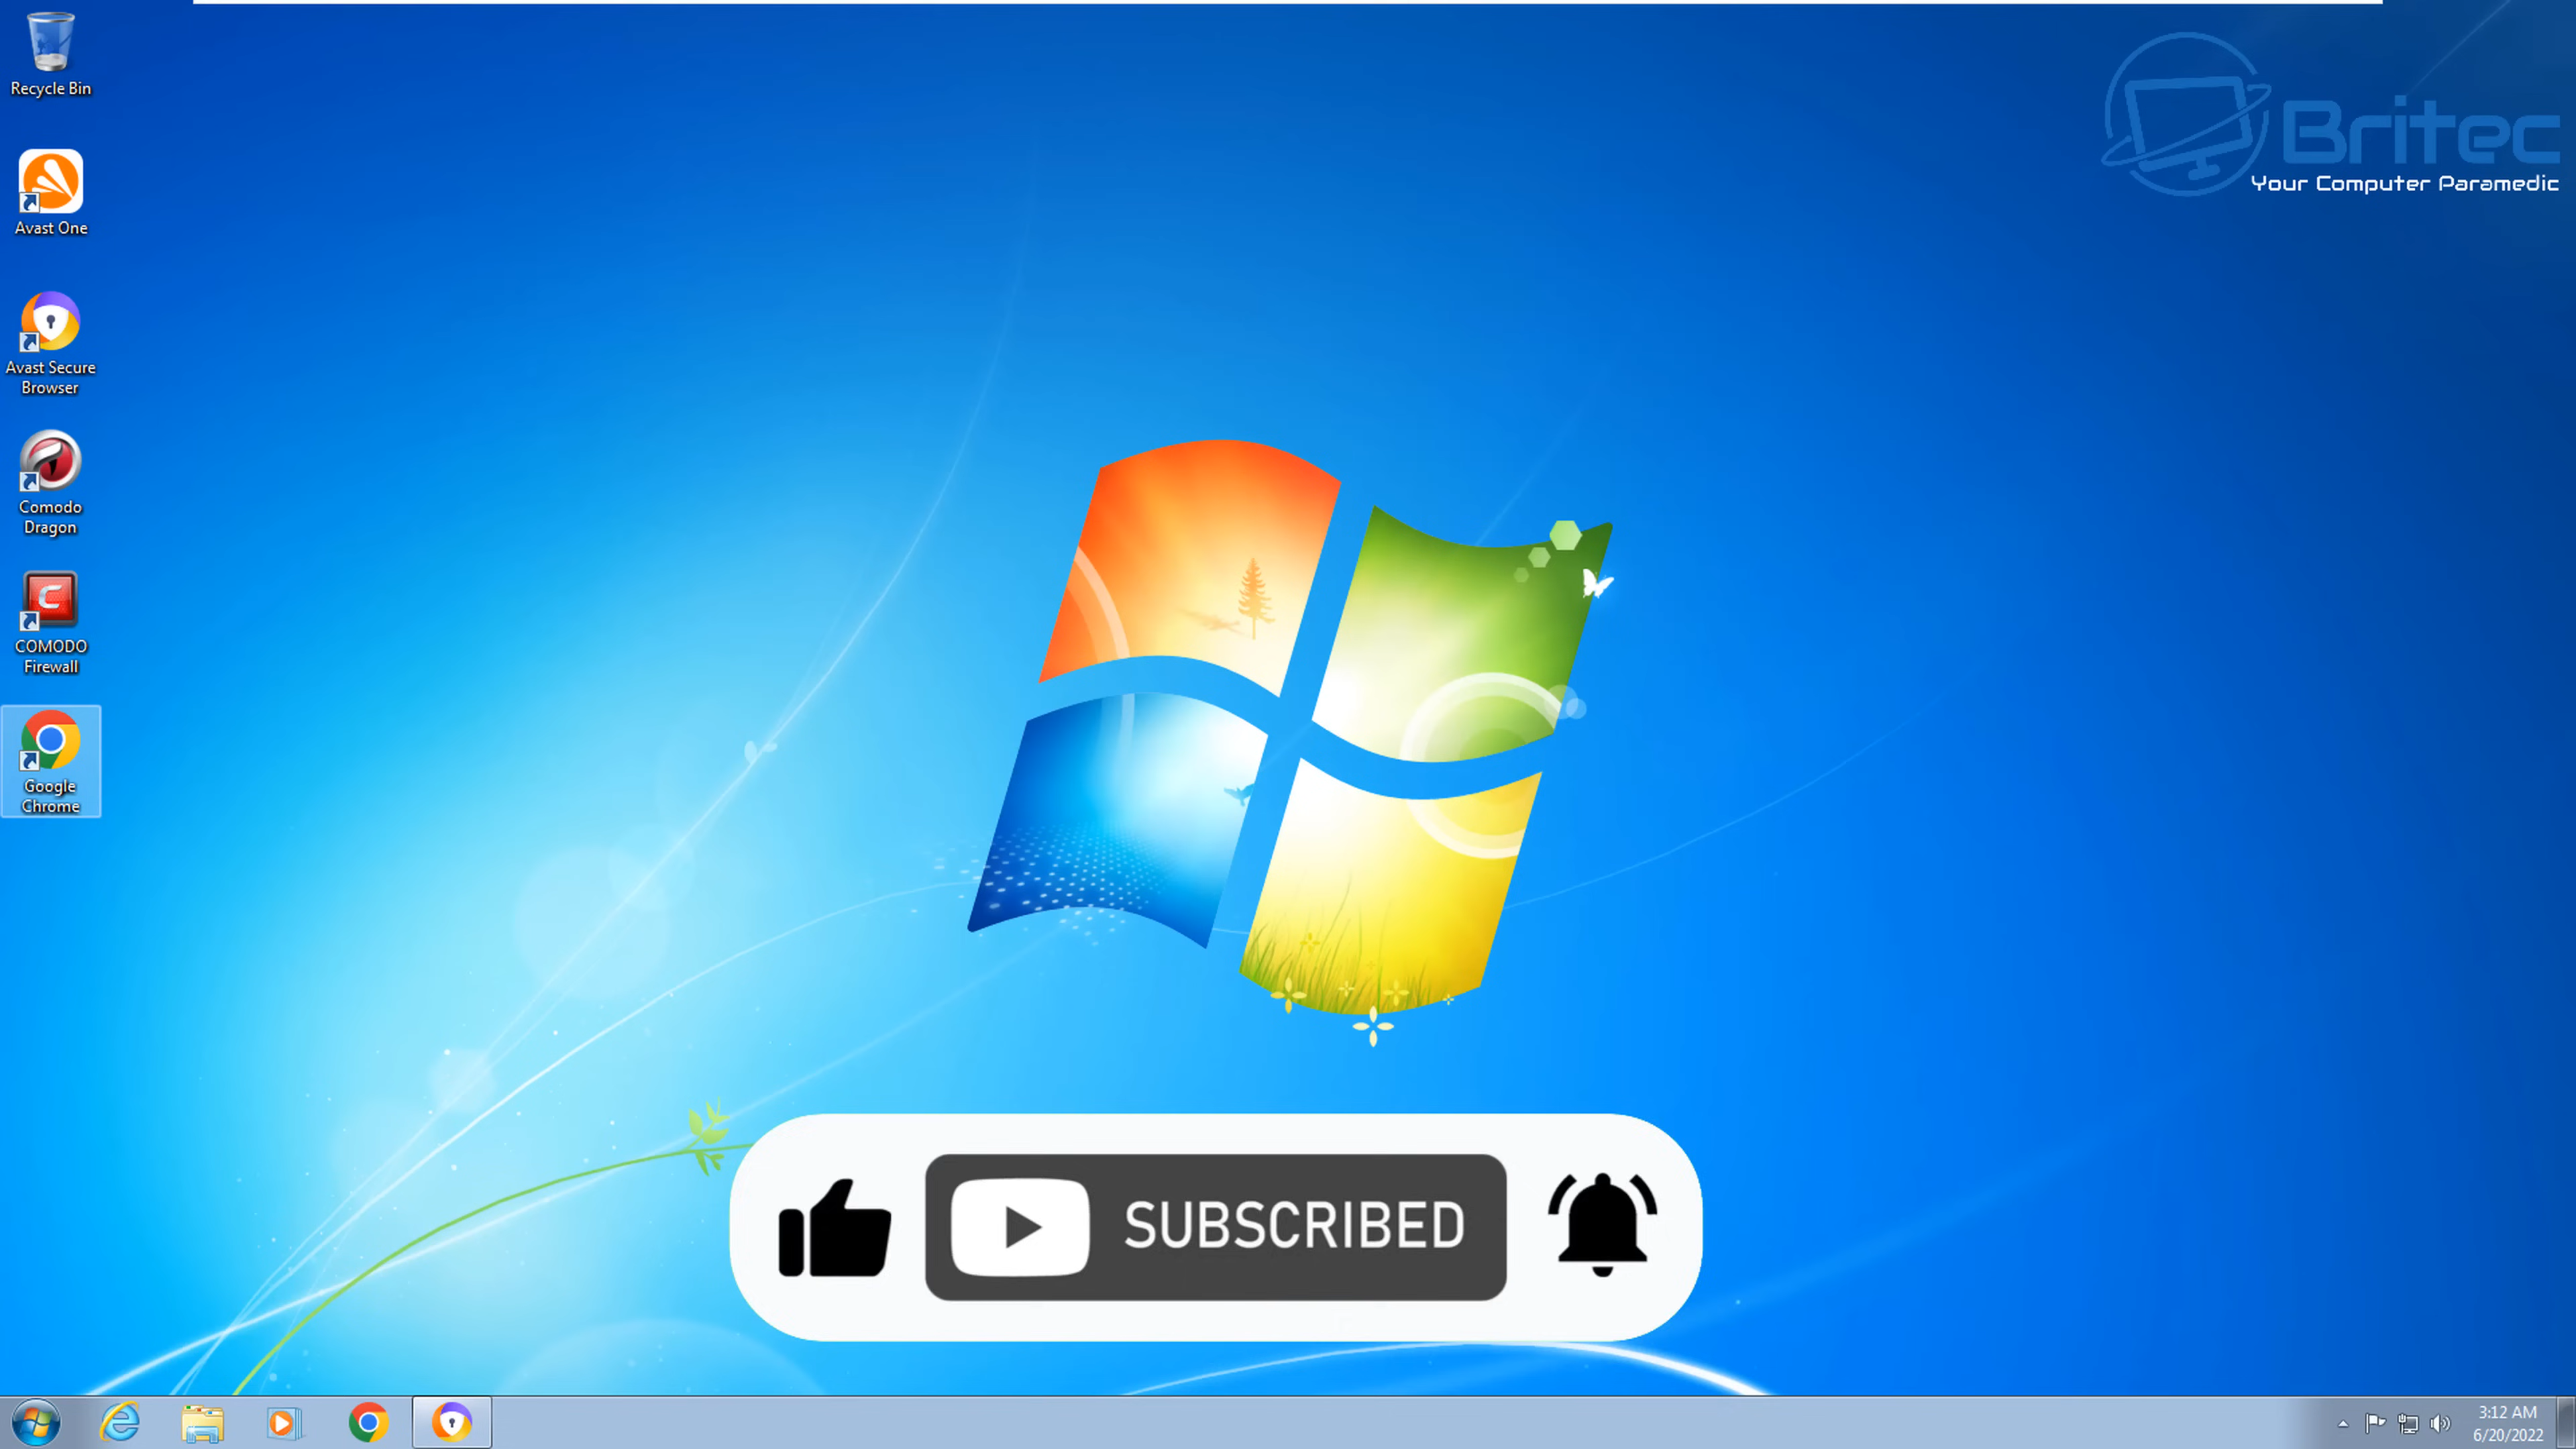 Recycle Bin
Britec
Your Computer Paramedic
Avast One
Avast Secure
Browser
Comodo
Dragon
COMODO
Firewall
Google
Chrome
SUBSCRIBED
3:12 AM
6/20/2022